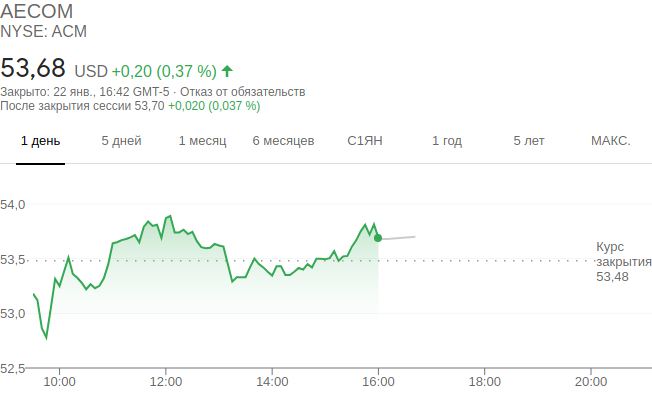 AECOM
NYSE: ACM
53,68 USD +0,20 (0,37 %)
Закрыто: 22 янв., 16:42 GMT-5 · Отказ от обязательств
После закрытия сессии 53,70 +0,020 (0,037 %)
1 день 5 дней 1 месяц 6 месяцев С1ЯН 1 год 5 лет МАКС.
54,0
53,5
53,0
52,5
Курс
закрытия
53,48
10:00 12:00 14:00 16:00 18:00 20:00